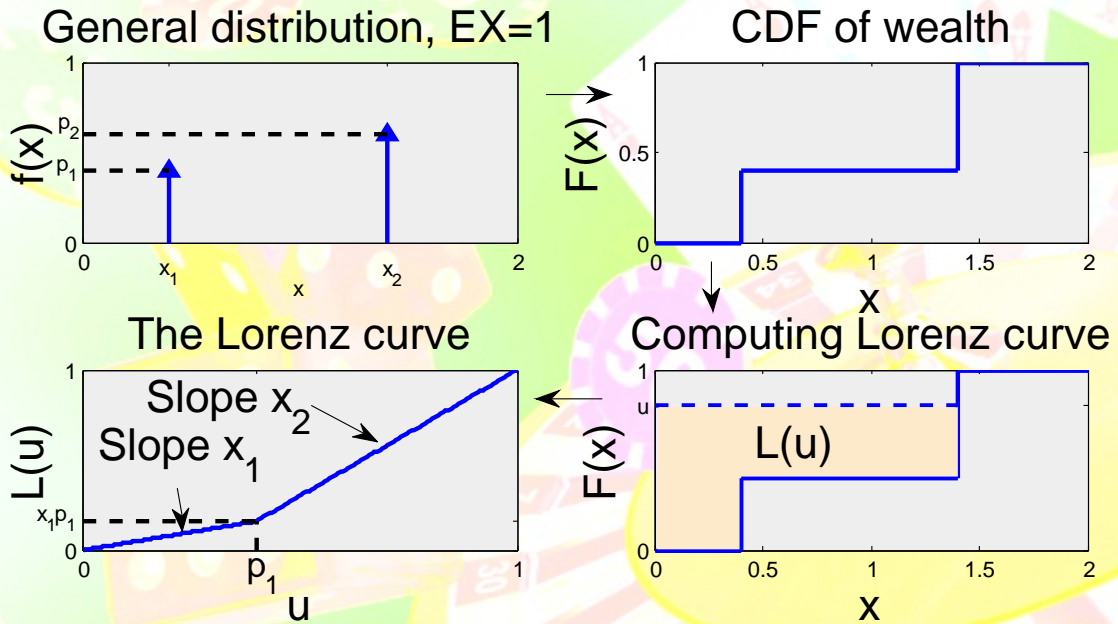 General distribution, EX=1
1
p2
p1
0
f(x)
0
x1
x2
2
x
CDF of wealth
1
0.5
0
F(x)
0
0.5
1
1.5
2
x
The Lorenz curve
1
Slope x2
Slope x1
x1p1
0
L(u)
0
p1
1
u
Computing Lorenz curve
1
u
L(u)
0
F(x)
0
0.5
1
1.5
2
x